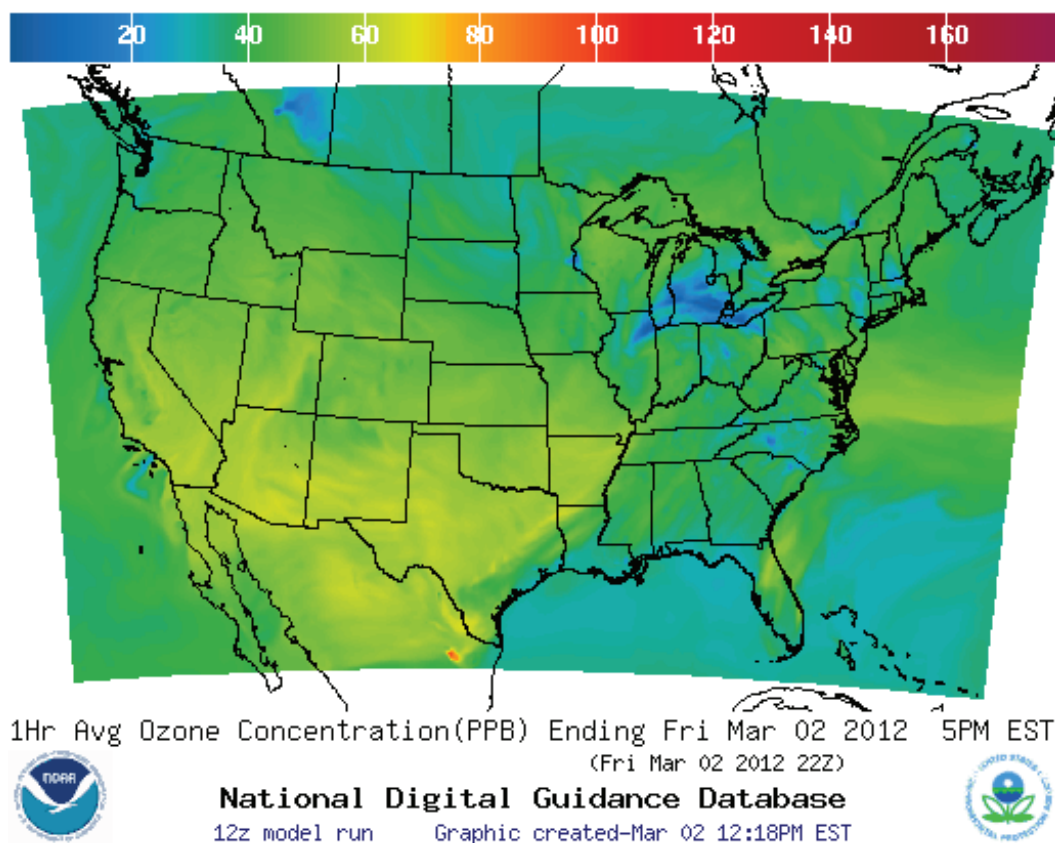 20 40 60 80 100 120 140 160
1Hr Avg Ozone Concentration(PPB) Ending Fri Mar 02 2012 5PM EST
(Fri Mar 02 2012 22Z)
NOAA
National Digital Guidance Database
12z model run Graphic created-Mar 02 12:18PM EST